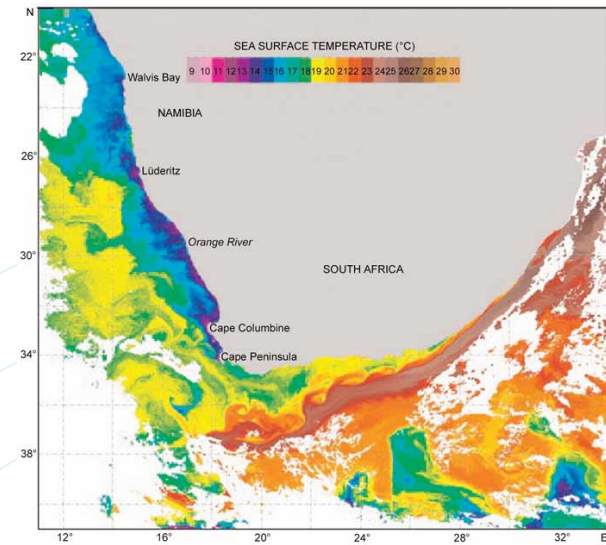 N
SEA SURFACE TEMPERATURE (°C)
9 10 11 12 13 14 15 16 17 18 19 20 21 22 23 24 25 26 27 28 29 30
Walvis Bay
NAMIBIA
26°
Lüderitz
Orange River
30°
SOUTH AFRICA
Cape Columbine
34°
Cape Peninsula
38°
12° 16° 20° 24° 28° 32° E
22°